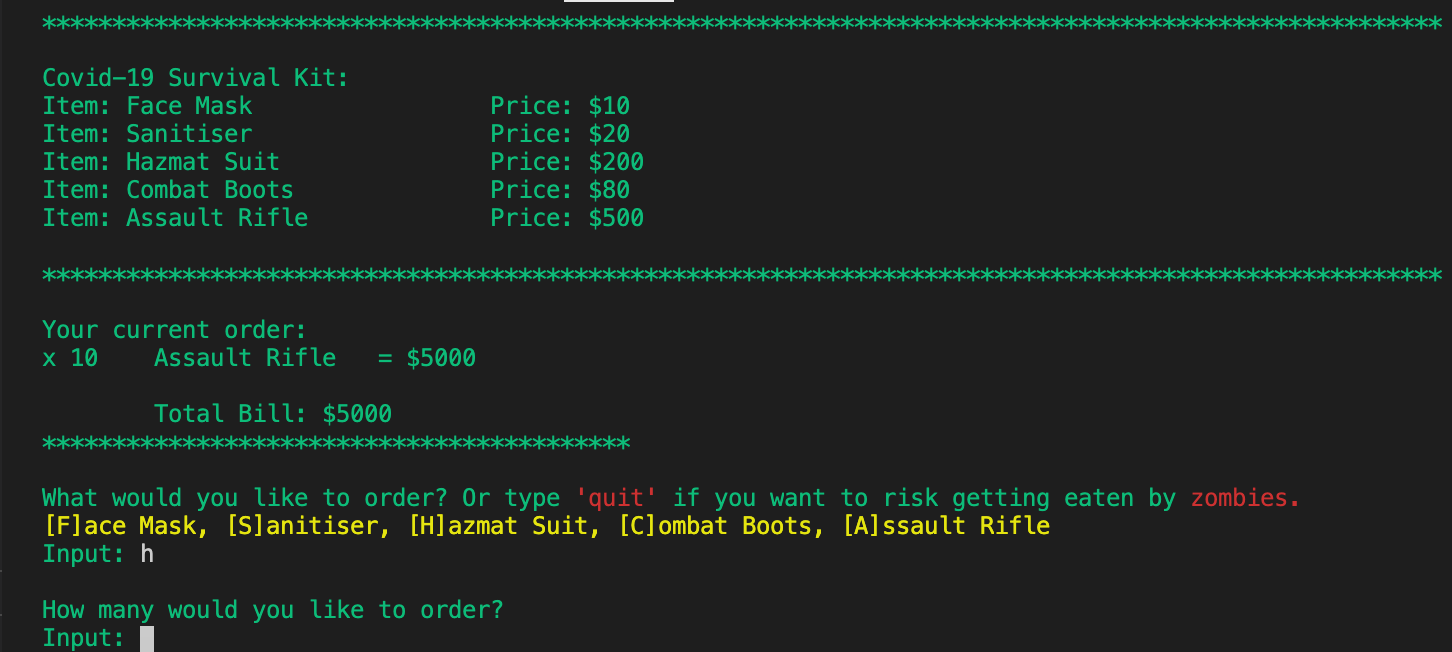 ****************************************************************************************************
Covid-19 Survival Kit:
Item: Face Mask Price: $10
Item: Sanitiser Price: $20
Item: Hazmat Suit Price: $200
Item: Combat Boots Price: $80
Item: Assault Rifle Price: $500
****************************************************************************************************
Your current order:
x 10 Assault Rifle = $5000
Total Bill: $5000
******************************************
What would you like to order? Or type 'quit' if you want to risk getting eaten by zombies.
[F]ace Mask, [S]anitiser, [H]azmat Suit, [C]ombat Boots, [A]ssault Rifle
Input: h
How many would you like to order?
Input: